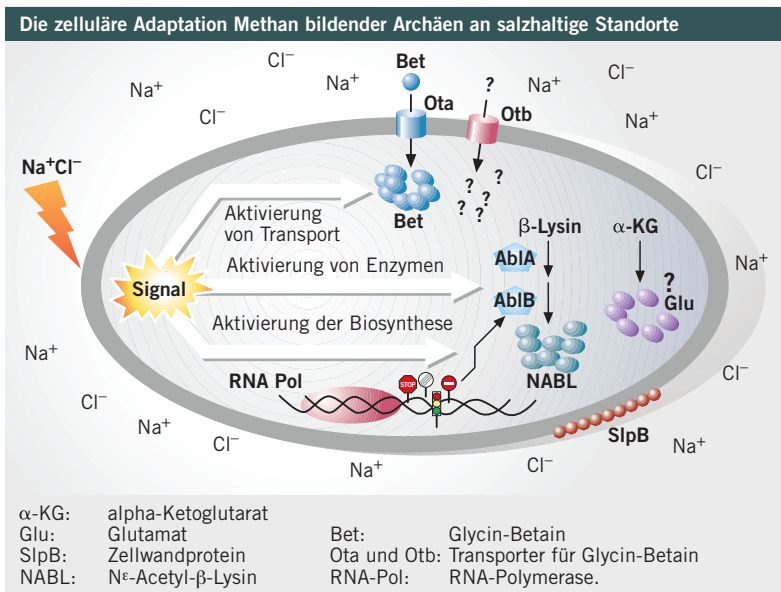 Die zelluläre Adaptation Methan bildender Archäen an salzhaltige Standorte
Cl⁻
Bet
Cl⁻
Na⁺
Na⁺
Na⁺
?
Cl⁻
Ota
Otb
Na⁺
Na⁺Cl⁻
Cl⁻
?
?
?
?
?
?
Bet
Aktivierung
von Transport
β-Lysin
α-KG
AblA
Aktivierung von Enzymen
Na⁺
Signal
?
AblB
Glu
Aktivierung der Biosynthese
Na⁺
RNA Pol
STOP
NABL
Cl⁻
Cl⁻
Na⁺
Cl⁻
SlpB
Na⁺
Na⁺
Cl⁻
α-KG: alpha-Ketoglutarat
Glu: Glutamat
Bet: Glycin-Betain
SlpB: Zellwandprotein
Ota und Otb: Transporter für Glycin-Betain
NABL: Nᵋ-Acetyl-β-Lysin
RNA-Pol: RNA-Polymerase.